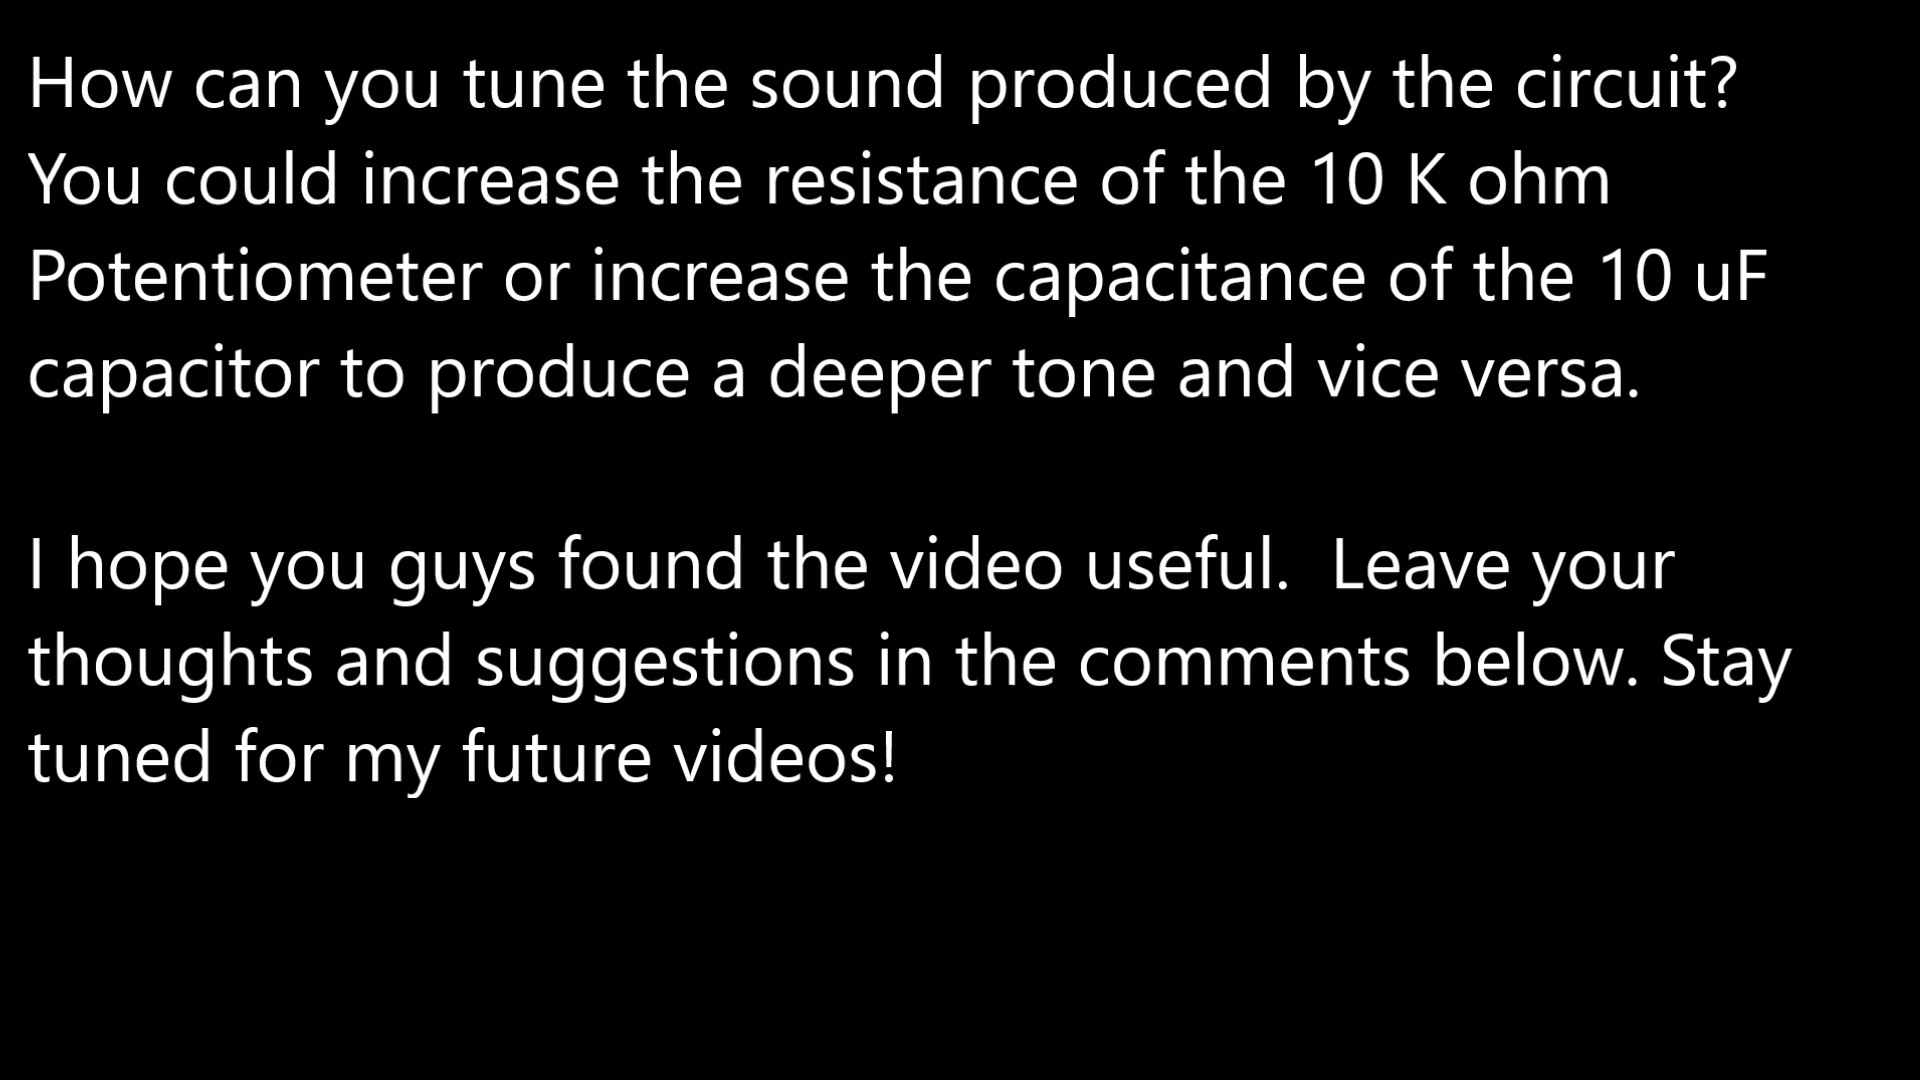 How can you tune the sound produced by the circuit?
You could increase the resistance of the 10 K ohm
Potentiometer or increase the capacitance of the 10 uF
capacitor to produce a deeper tone and vice versa.
I hope you guys found the video useful.  Leave your
thoughts and suggestions in the comments below. Stay
tuned for my future videos!